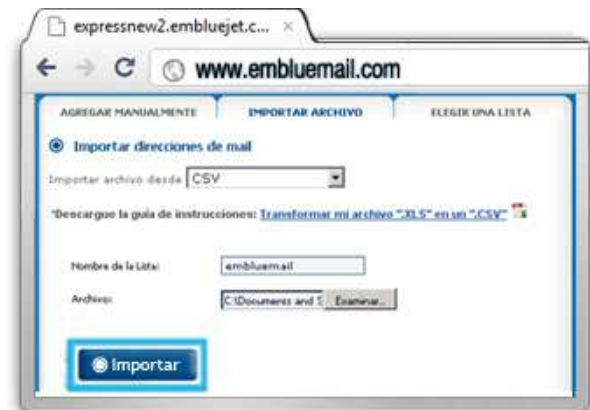 expressnew2.embluejet.c...
www.embluemail.com
AGREGAR MANUALMENTE IMPORTAR ARCHIVO ELEGIR UNA LISTA
Importar direcciones de mail
Importar archivo desde CSV
*Descargue la guia de instrucciones: Transformar mi archivo ".XLS" en un ".CSV"
Nombre de la Lista: embluemail
Archivo: C:\Documents and S Examinar...
Importar